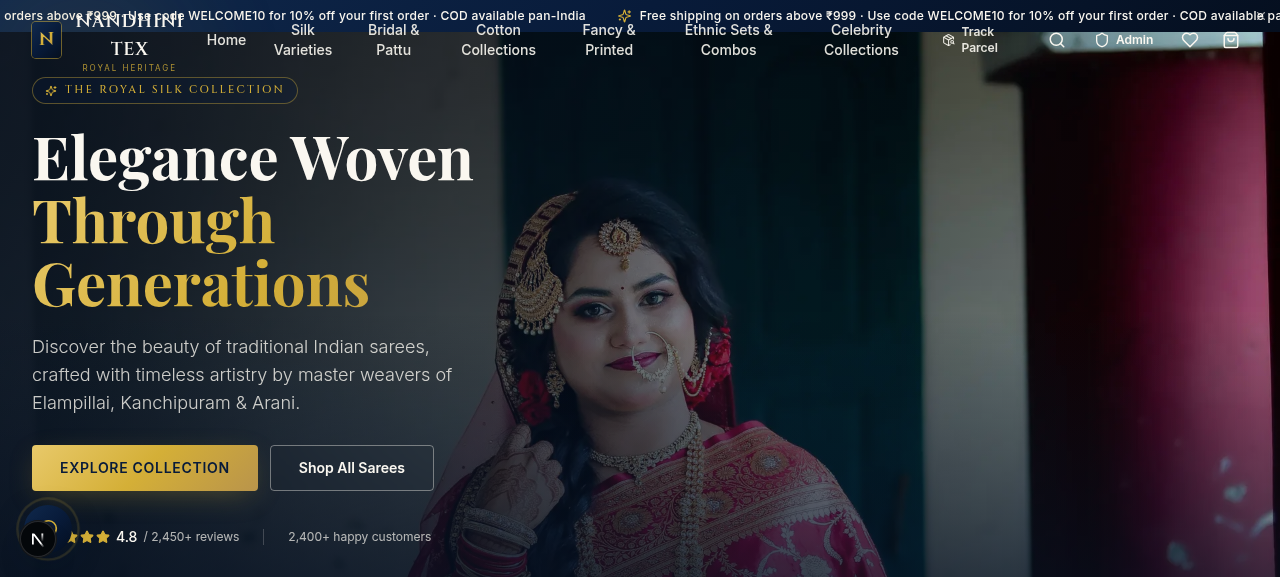 orders above ₹999 · Use code WELCOME10 for 10% off your first order · COD available pan-India
Free shipping on orders above ₹999 · Use code WELCOME10 for 10% off your first order · COD available
N
NANDHINI
TEX
ROYAL HERITAGE
Home
Silk
Varieties
Bridal &
Pattu
Cotton
Collections
Fancy &
Printed
Ethnic Sets &
Combos
Celebrity
Collections
Track
Parcel
Admin
THE ROYAL SILK COLLECTION
Elegance Woven
Through
Generations
Discover the beauty of traditional Indian sarees,
crafted with timeless artistry by master weavers of
Elampillai, Kanchipuram & Arani.
EXPLORE COLLECTION
Shop All Sarees
N
4.8 / 2,450+ reviews
2,400+ happy customers